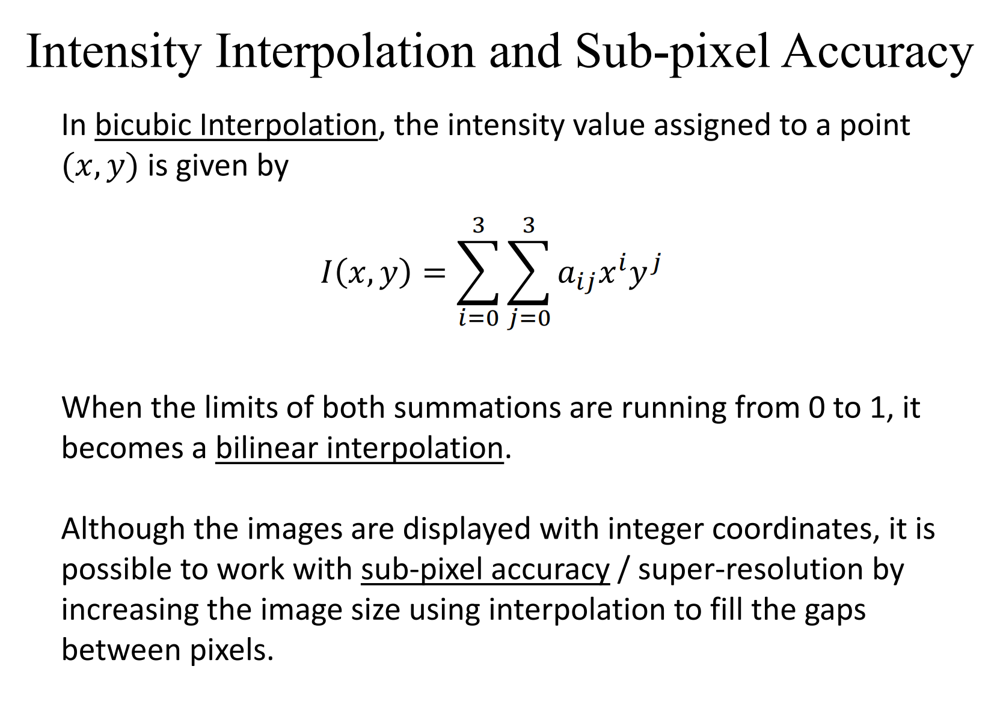 Intensity Interpolation and Sub-pixel Accuracy
In bicubic Interpolation, the intensity value assigned to a point
(x, y) is given by
I(x, y) = ∑_{i=0}^{3} ∑_{j=0}^{3} a_{ij} x^i y^j
When the limits of both summations are running from 0 to 1, it
becomes a bilinear interpolation.
Although the images are displayed with integer coordinates, it is
possible to work with sub-pixel accuracy / super-resolution by
increasing the image size using interpolation to fill the gaps
between pixels.